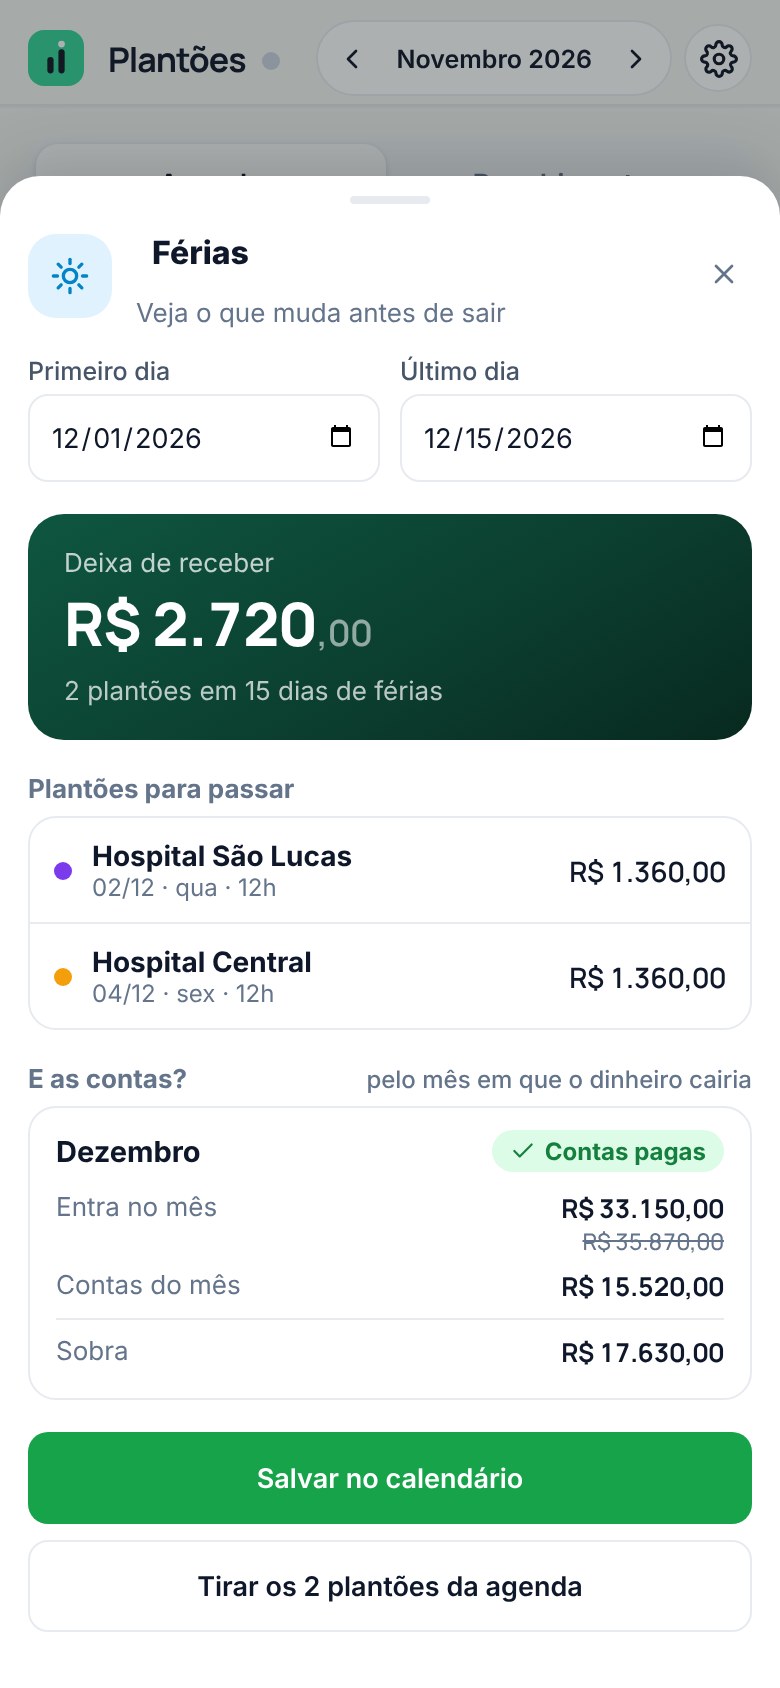 Plantões
Novembro 2026
Férias
Veja o que muda antes de sair
Primeiro dia
Último dia
12/01/2026
12/15/2026
Deixa de receber
R$ 2.720,00
2 plantões em 15 dias de férias
Plantões para passar
Hospital São Lucas
02/12 · qua · 12h
R$ 1.360,00
Hospital Central
04/12 · sex · 12h
R$ 1.360,00
E as contas?
pelo mês em que o dinheiro cairia
Dezembro
Contas pagas
Entra no mês
R$ 33.150,00
R$ 35.870,00
Contas do mês
R$ 15.520,00
Sobra
R$ 17.630,00
Salvar no calendário
Tirar os 2 plantões da agenda